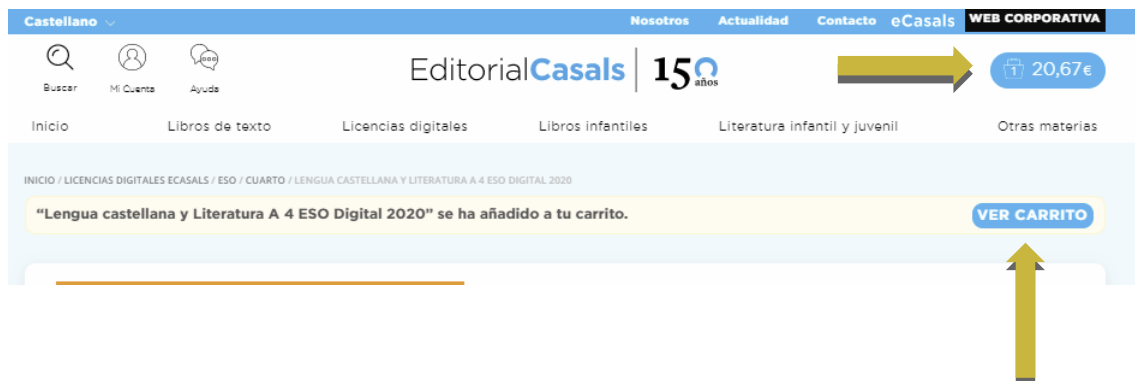 Castellano Nosotros Actualidad Contacto eCasals WEB CORPORATIVA
EditorialCasals 150 años
1 20,67€
Buscar Mi Cuenta Ayuda
Inicio Libros de texto Licencias digitales Libros infantiles Literatura infantil y juvenil Otras materias
INICIO / LICENCIAS DIGITALES ECASALS / ESO / CUARTO / LENGUA CASTELLANA Y LITERATURA A 4 ESO DIGITAL 2020
“Lengua castellana y Literatura A 4 ESO Digital 2020” se ha añadido a tu carrito. VER CARRITO